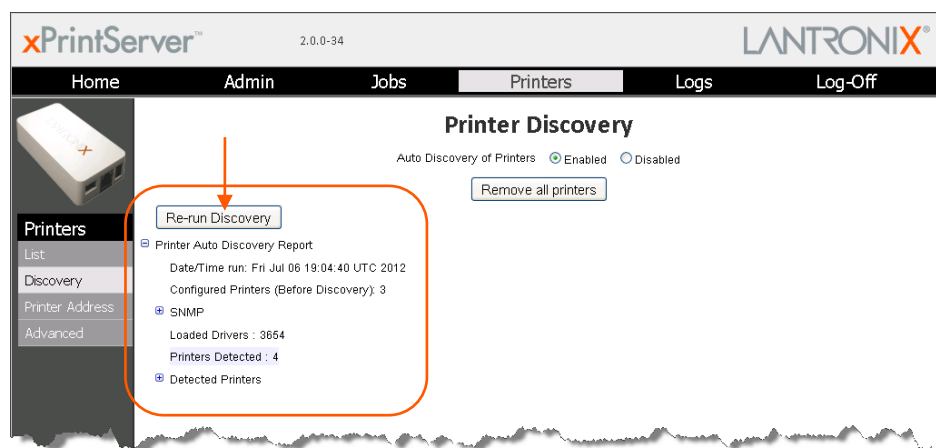 xPrintServer™ 2.0.0-34 LANTRONIX®
Home Admin Jobs Printers Logs Log-Off
LANTRONIX
Printer Discovery
Auto Discovery of Printers Enabled Disabled
Remove all printers
Re-run Discovery
Printers
List
Discovery
Printer Address
Advanced
Printer Auto Discovery Report
Date/Time run: Fri Jul 06 19:04:40 UTC 2012
Configured Printers (Before Discovery): 3
SNMP
Loaded Drivers : 3654
Printers Detected : 4
Detected Printers